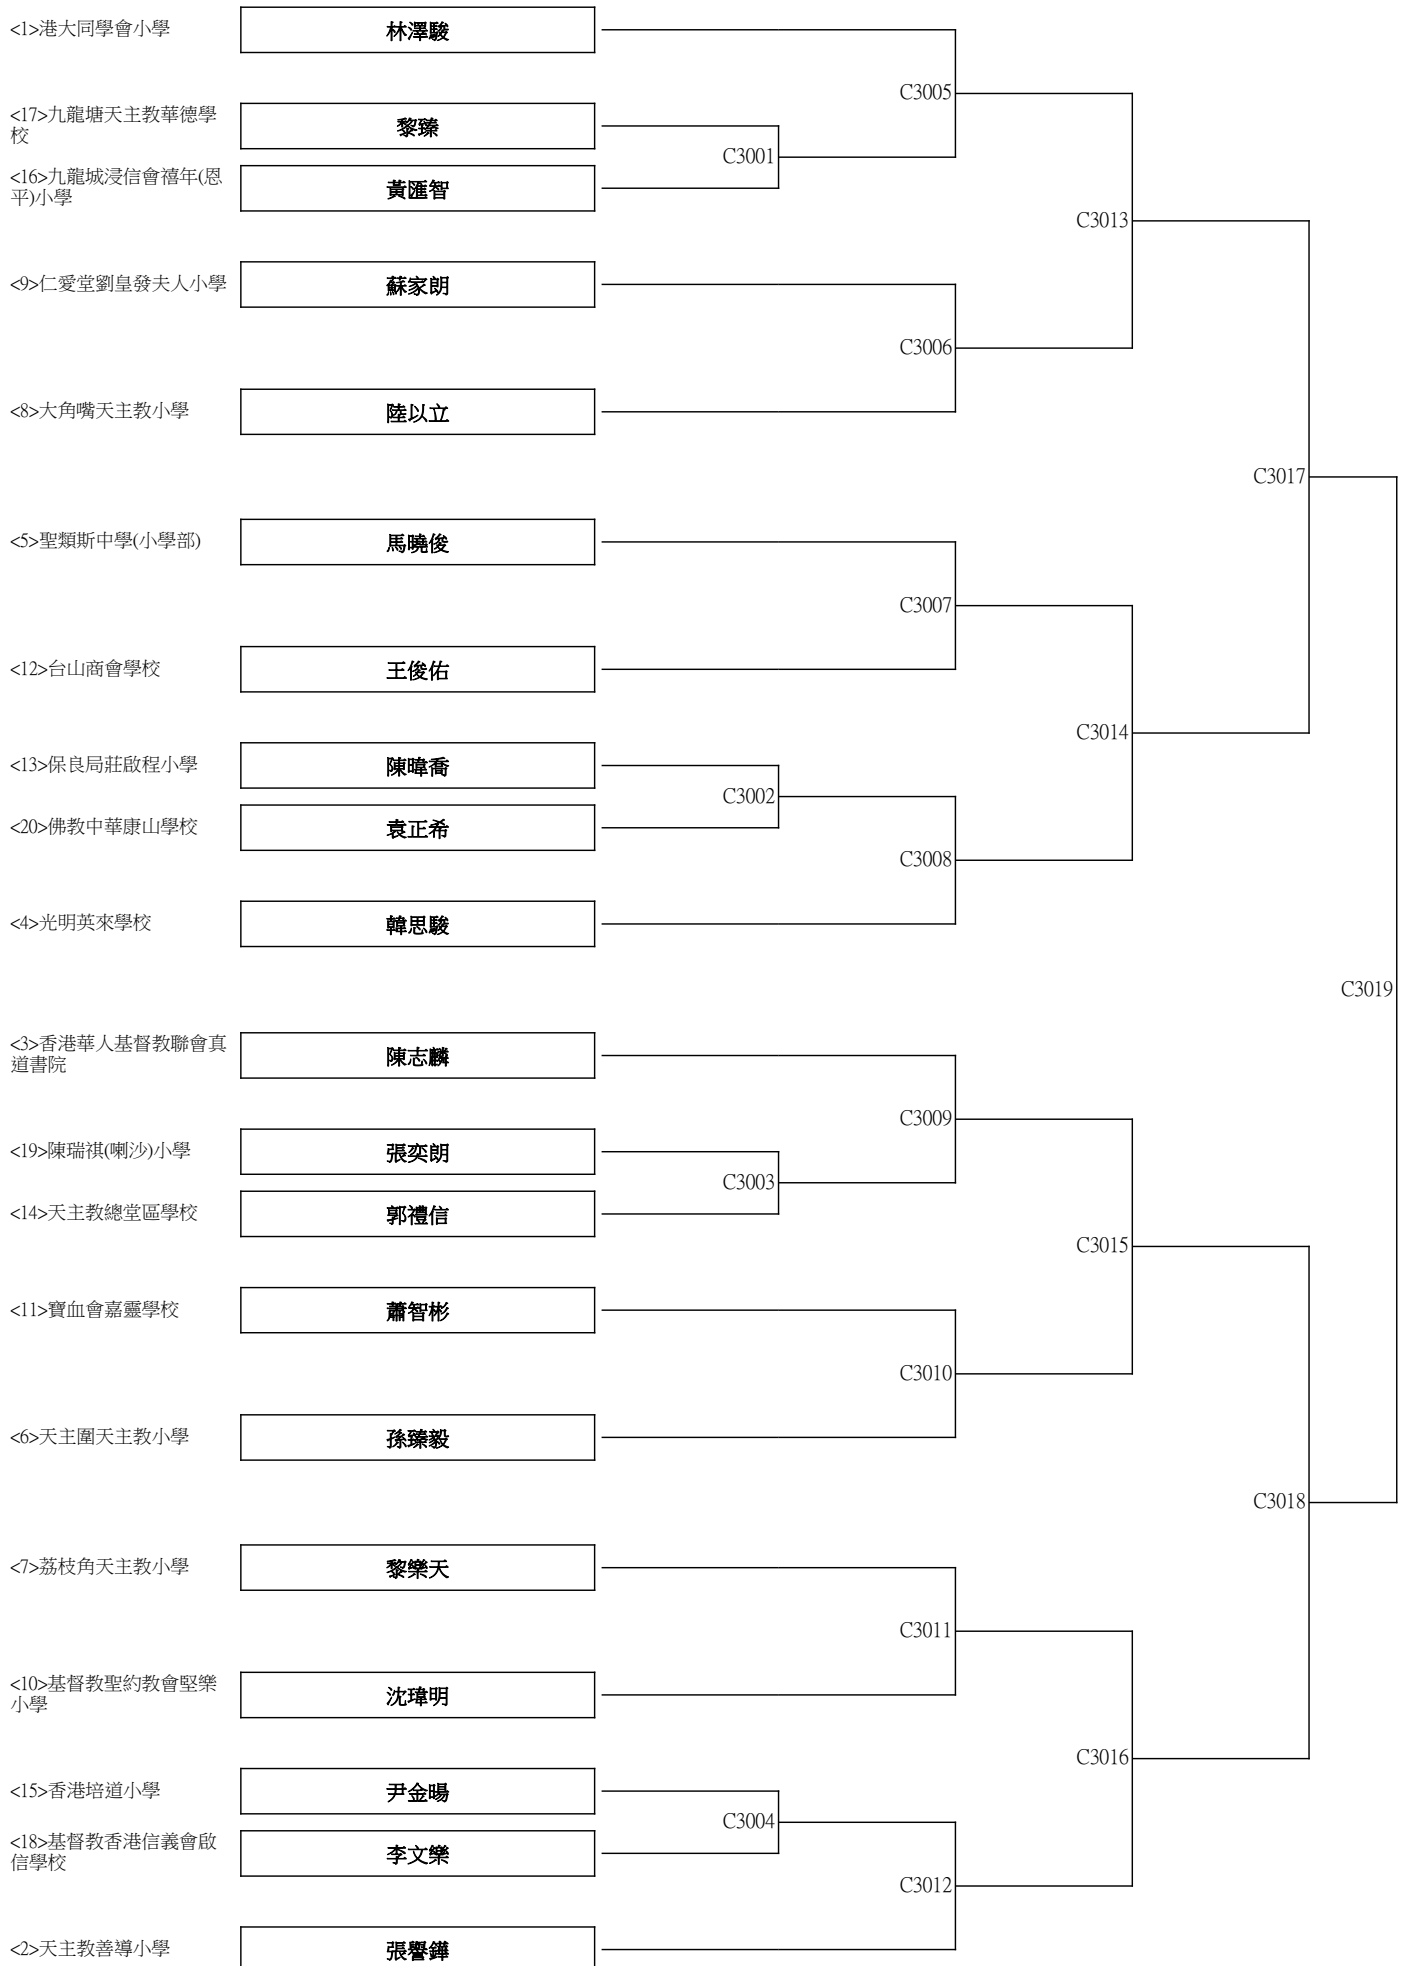 <1>港大同學會小學
林澤駿
C3005
<17>九龍塘天主教華德學
校
黎臻
C3001
<16>九龍城浸信會禧年(恩
平)小學
黃匯智
C3013
<9>仁愛堂劉皇發夫人小學
蘇家朗
C3006
<8>大角嘴天主教小學
陸以立
C3017
<5>聖類斯中學(小學部)
馬曉俊
C3007
<12>台山商會學校
王俊佑
C3014
<13>保良局莊啟程小學
陳暐喬
C3002
<20>佛教中華康山學校
袁正希
C3008
<4>光明英來學校
韓思駿
C3019
<3>香港華人基督教聯會真
道書院
陳志麟
C3009
<19>陳瑞祺(喇沙)小學
張奕朗
C3003
<14>天主教總堂區學校
郭禮信
C3015
<11>寶血會嘉靈學校
蕭智彬
C3010
<6>天主圍天主教小學
孫臻毅
C3018
<7>荔枝角天主教小學
黎樂天
C3011
<10>基督教聖約教會堅樂
小學
沈瑋明
C3016
<15>香港培道小學
尹金暘
C3004
<18>基督教香港信義會啟
信學校
李文樂
C3012
<2>天主教善導小學
張譽鏵